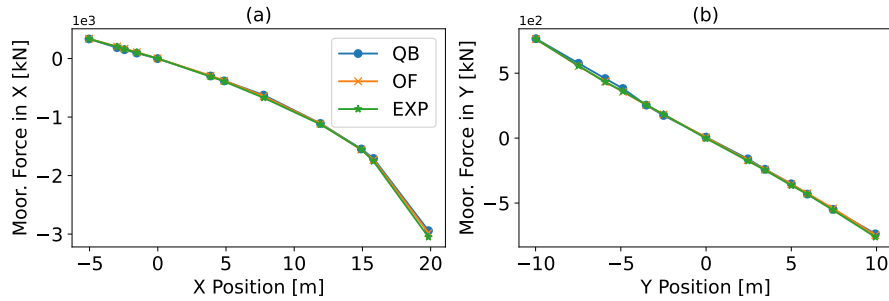 (a)
1e3
Moor. Force in X [kN]
0
−1
−2
−3
−5
0
5
10
15
20
X Position [m]
QB
OF
EXP
(b)
1e2
Moor. Force in Y [kN]
5
0
−5
−10
−5
0
5
10
Y Position [m]